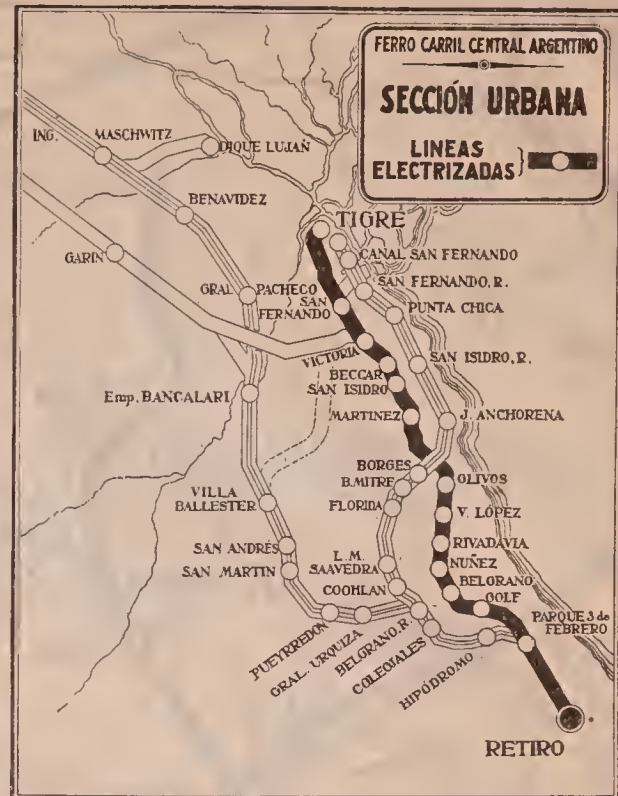 FERRO CARRIL CENTRAL ARGENTINO
SECCIÓN URBANA
LINEAS
ELECTRIZADAS
ING. MASCHWITZ
DIQUE LUJAN
BENAVIDEZ
TIGRE
GARIN
CANAL SAN FERNANDO
GRAL. PACHECO
SAN FERNANDO, R.
SAN
FERNANDO
PUNTA CHICA
VICTORIA
SAN ISIDRO, R.
BECCAR
SAN ISIDRO
Emp. BANCALARI
MARTINEZ
J. ANCHORENA
BORGES
B. MITRE
OLIVOS
VILLA
BALLESTER
FLORIDA
V. LÓPEZ
SAN ANDRÉS
RIVADAVIA
SAN MARTIN
L. M.
SAAVEDRA
NUÑEZ
COGHLAN
BELGRANO
GOLF
PARQUE 3 de
FEBRERO
PUEYRREDON
GRAL. URQUIZA
BELGRANO, R.
COLEGIALES
HIPÓDROMO
RETIRO